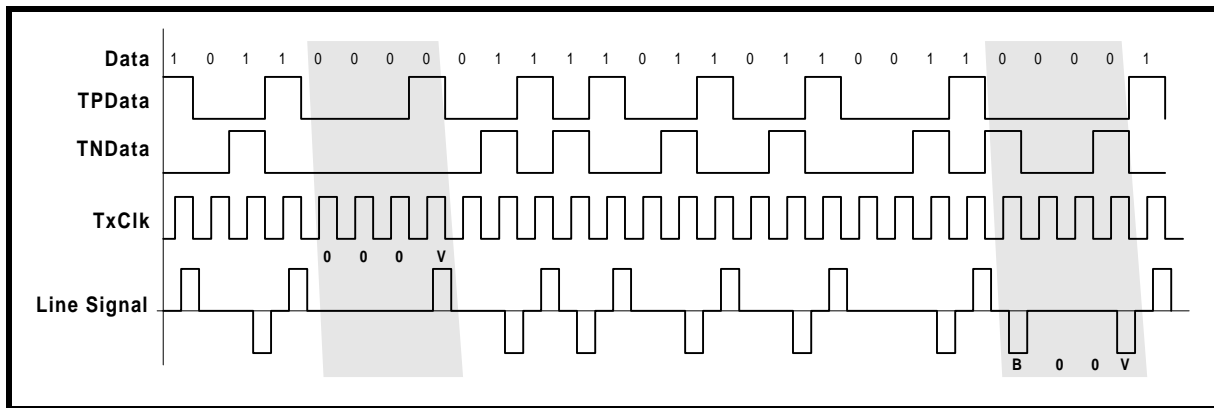 Data 1 0 1 1 0 0 0 0 0 1 1 1 1 0 1 1 0 1 1 0 0 1 1 0 0 0 0 1
TPData
TNData
TxClk
0 0 0 V
Line Signal
B 0 0 V